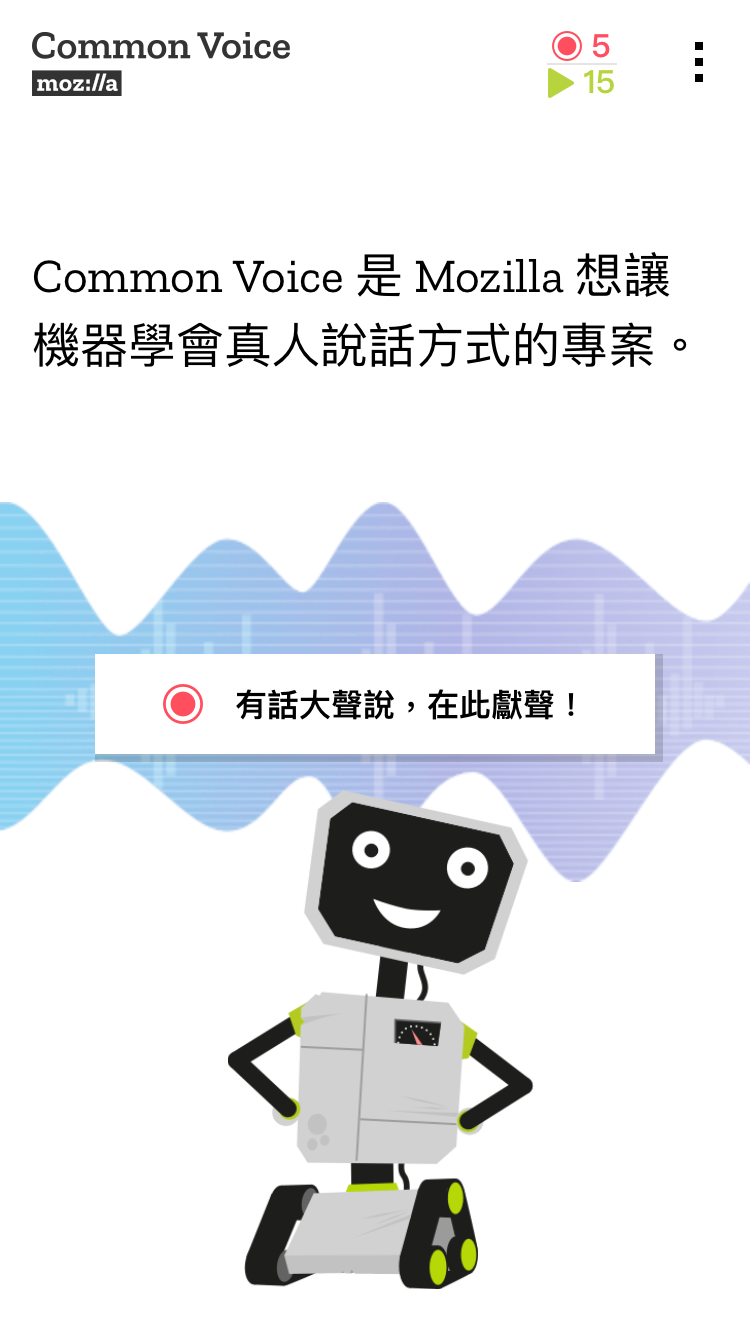 Common Voice
moz://a
5
15
Common Voice 是 Mozilla 想讓
機器學會真人說話方式的專案。
有話大聲說，在此獻聲！